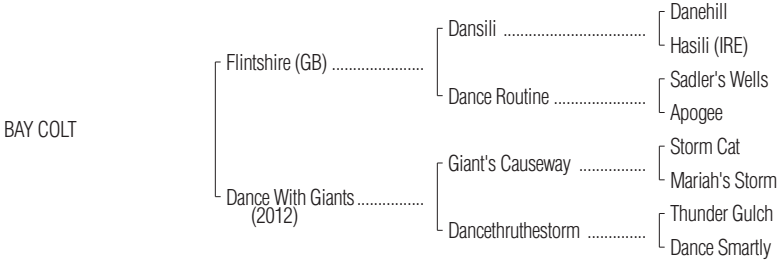 Danehill
Dansili ................................
Hasili (IRE)
Flintshire (GB) .....................
Sadler's Wells
Dance Routine .....................
Apogee
BAY COLT
Storm Cat
Giant's Causeway ...............
Mariah's Storm
Dance With Giants ...............
(2012)
Thunder Gulch
Dancethruthestorm .............
Dance Smartly